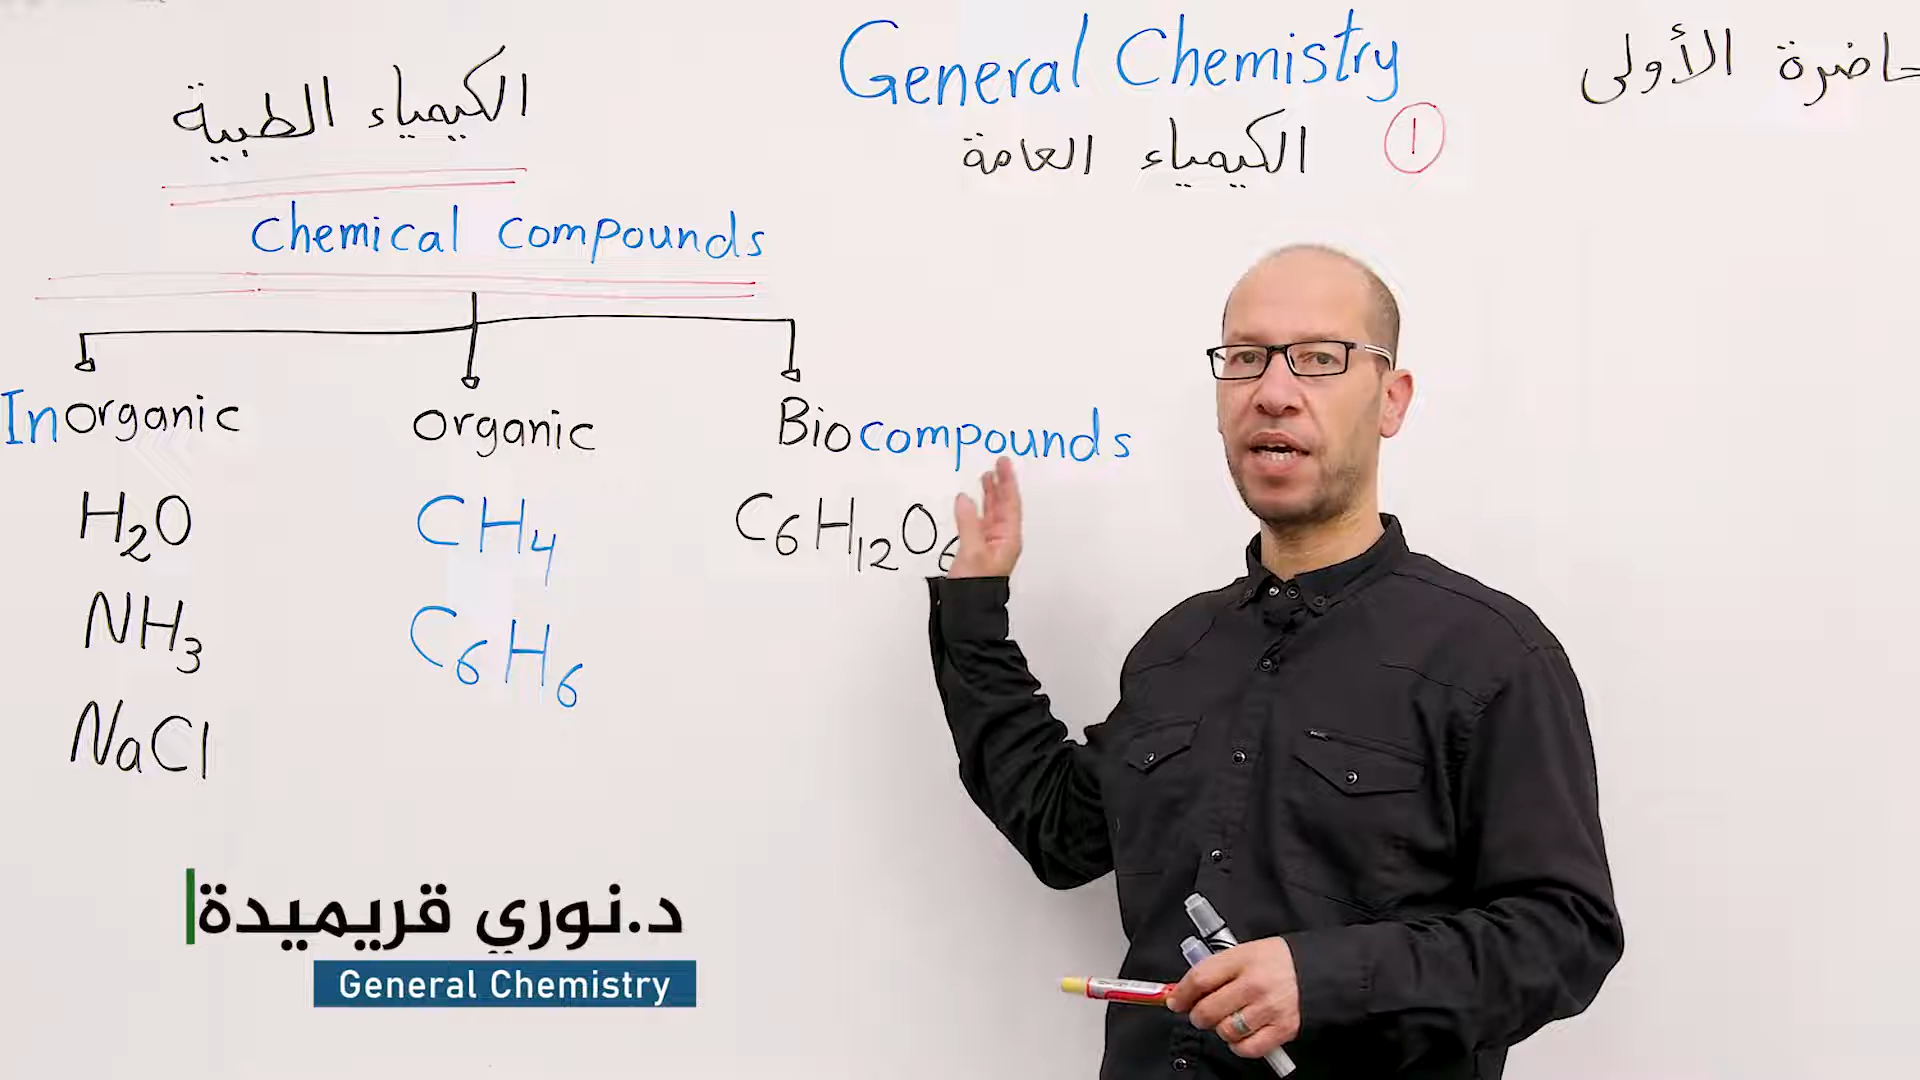 General Chemistry
الكيمياء العامة
1
الأولى
الكيمياء الطبية
Chemical compounds
Inorganic
organic
Biocompounds
H2O
CH4
C6H12O6
NH3
C6H6
NaCl
د.نوري قريميدة
General Chemistry